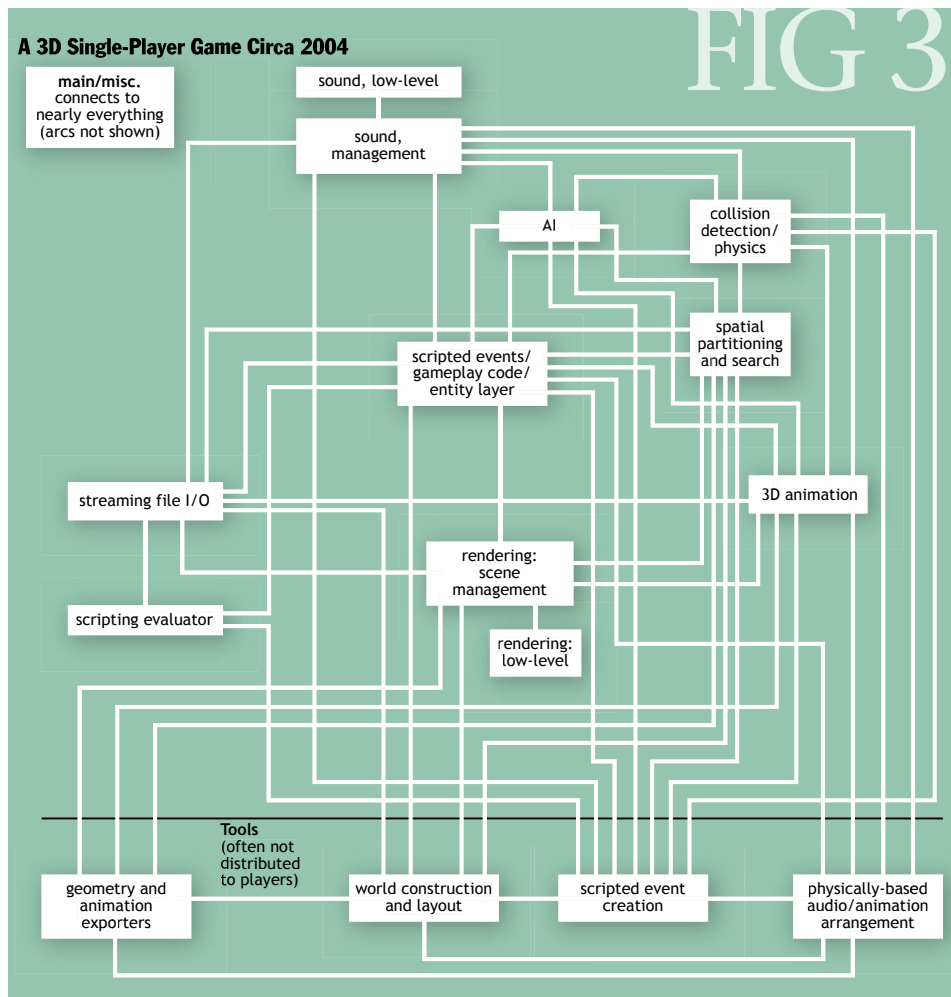 FIG 3
A 3D Single-Player Game Circa 2004
main/misc.
connects to
nearly everything
(arcs not shown)
sound, low-level
sound,
management
AI
collision
detection/
physics
spatial
partitioning
and search
scripted events/
gameplay code/
entity layer
streaming file I/O
3D animation
rendering:
scene
management
scripting evaluator
rendering:
low-level
Tools
(often not
distributed
to players)
geometry and
animation
exporters
world construction
and layout
scripted event
creation
physically-based
audio/animation
arrangement